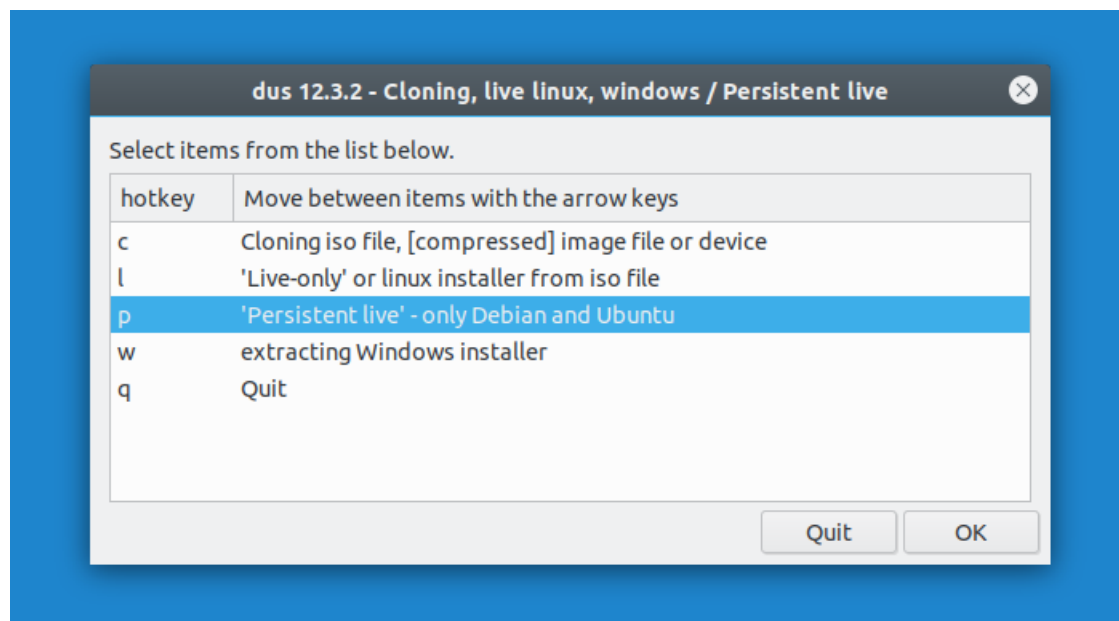 dus 12.3.2 - Cloning, live linux, windows / Persistent live
Select items from the list below.
hotkey Move between items with the arrow keys
c Cloning iso file, [compressed] image file or device
l 'Live-only' or linux installer from iso file
p 'Persistent live' - only Debian and Ubuntu
w extracting Windows installer
q Quit
Quit OK